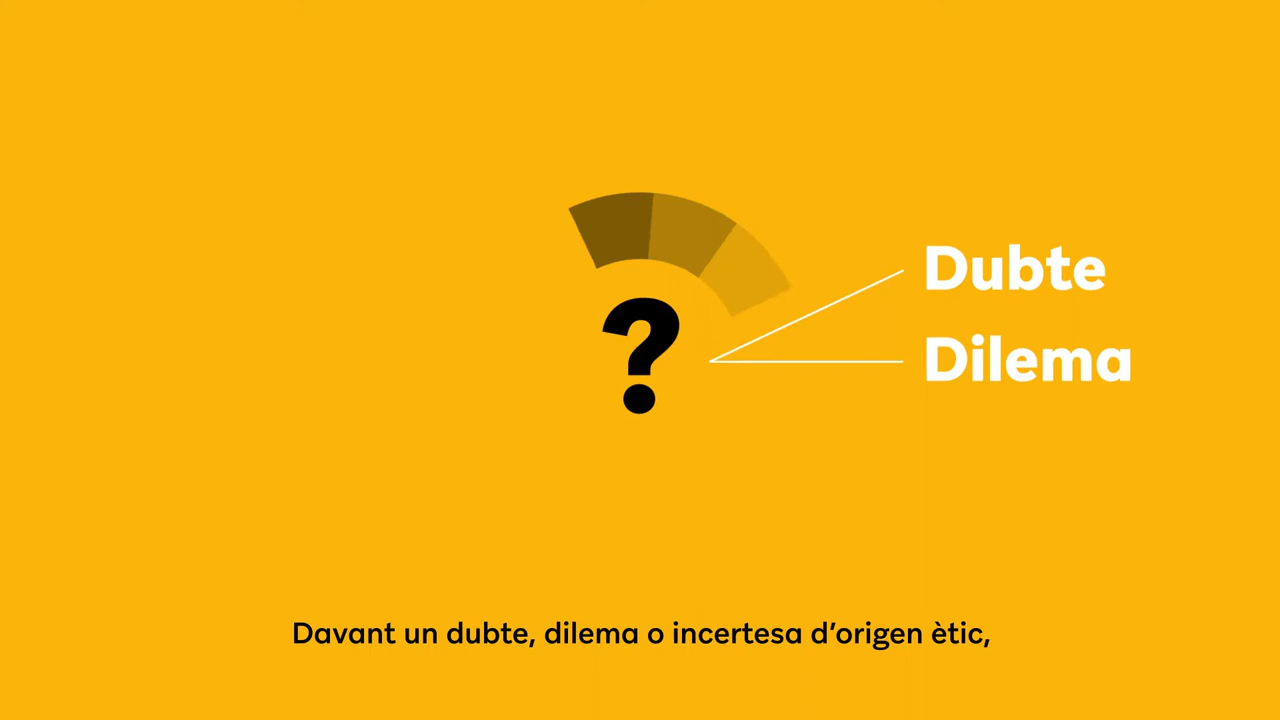 ?
Dubte
Dilema
Davant un dubte, dilema o incertesa d’origen ètic,